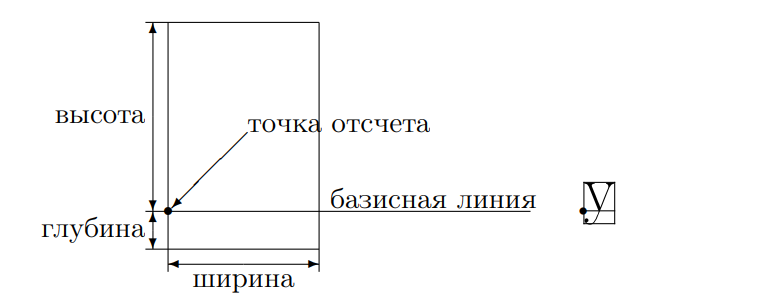 высота
точка отсчета
базисная линия
у
глубина
ширина